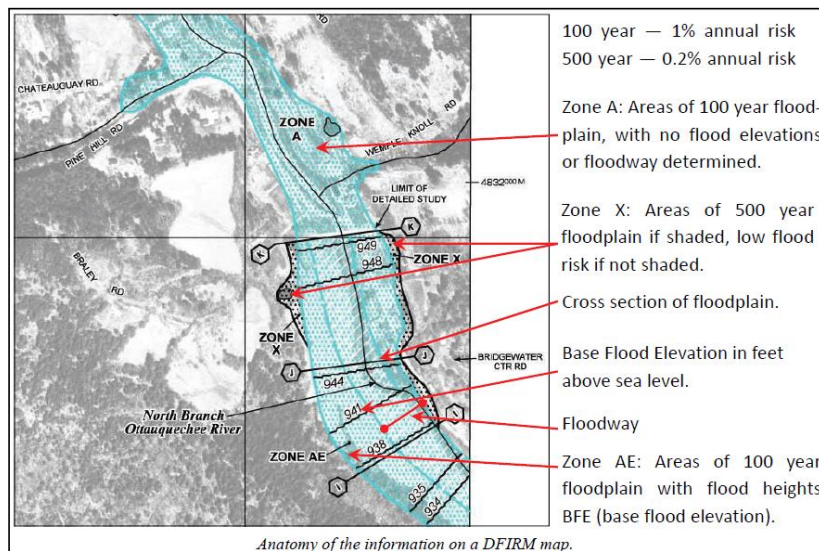 100 year — 1% annual risk
500 year — 0.2% annual risk
Zone A: Areas of 100 year flood-
plain, with no flood elevations
or floodway determined.
Zone X: Areas of 500 year
floodplain if shaded, low flood
risk if not shaded.
Cross section of floodplain.
Base Flood Elevation in feet
above sea level.
Floodway
Zone AE: Areas of 100 year
floodplain with flood heights
BFE (base flood elevation).
CHATEAUGUAY RD
PINE HILL RD
ZONE
A
WEMPLE KNOLL RD
4832000 M
LIMIT OF
DETAILED STUDY
K
K
949
948
ZONE X
BRALEY
RD
ZONE
X
J
J
BRIDGEWATER
CTR RD
944
North Branch
Ottauquechee River
941
I
938
ZONE AE
I
935
934
Anatomy of the information on a DFIRM map.